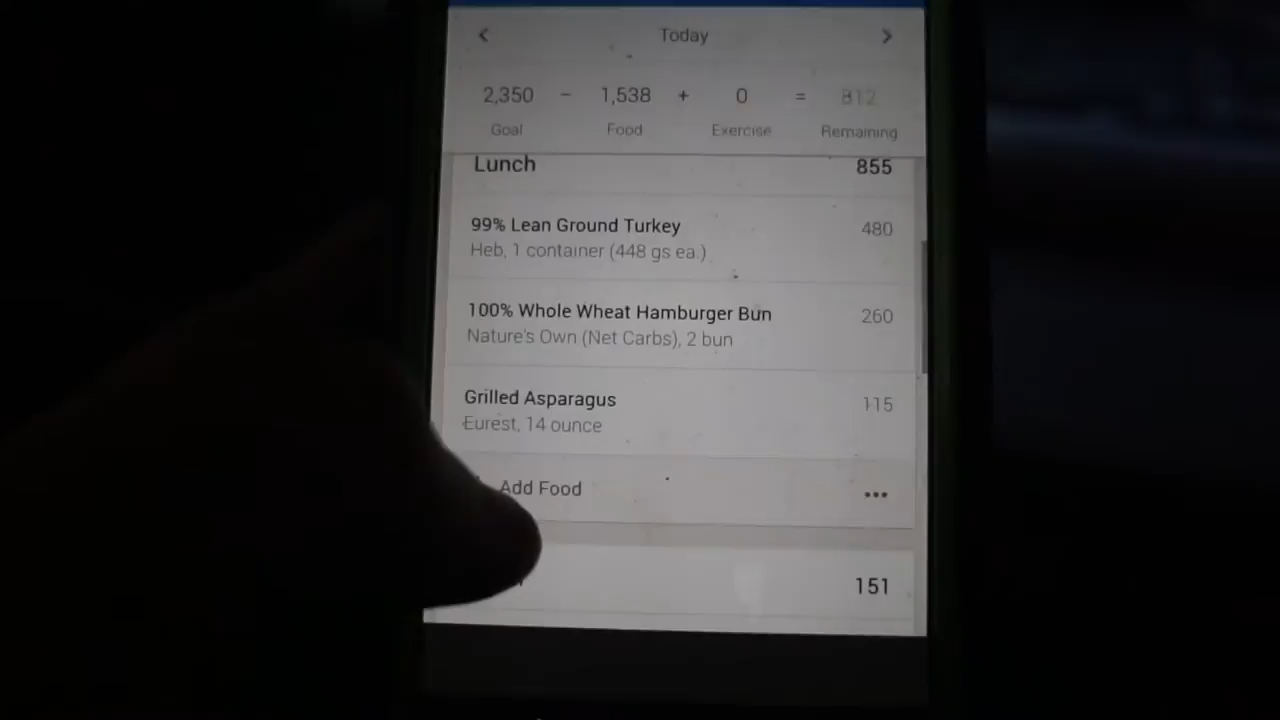 Today
2,350 - 1,538 + 0 = 812
Goal Food Exercise Remaining
Lunch 855
99% Lean Ground Turkey 480
Heb, 1 container (448 gs ea.)
100% Whole Wheat Hamburger Bun 260
Nature's Own (Net Carbs), 2 bun
Grilled Asparagus 115
Eurest, 14 ounce
Add Food
151